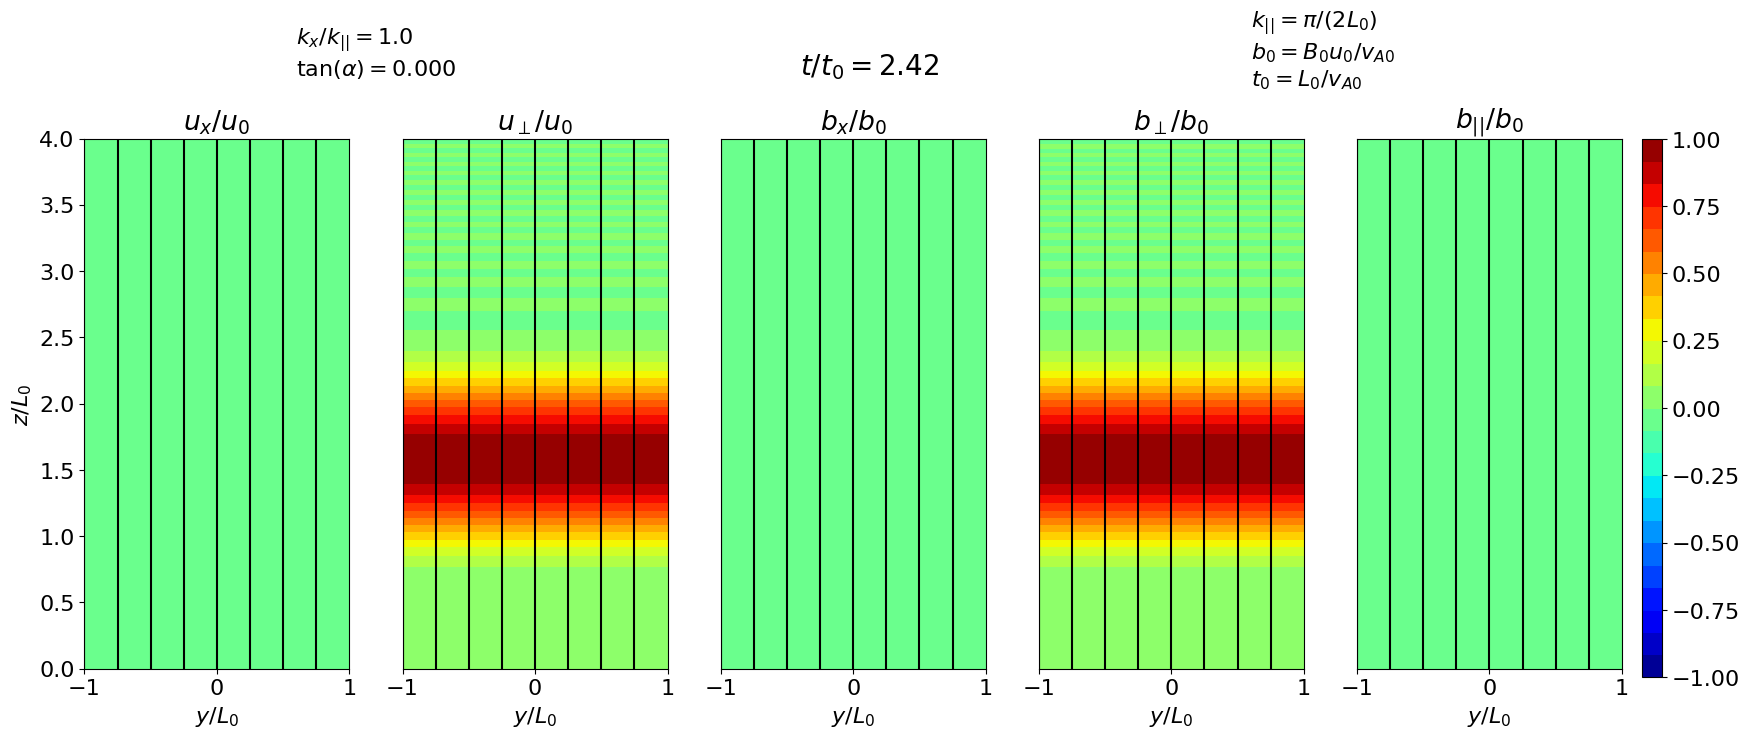 k_x/k_|| = 1.0
tan(α) = 0.000
t/t_0 = 2.42
k_|| = π/(2L_0)
b_0 = B_0u_0/v_A0
t_0 = L_0/v_A0
u_x/u_0 u_⊥/u_0 b_x/b_0 b_⊥/b_0 b_||/b_0
4.0
3.5
3.0
2.5
2.0
1.5
1.0
0.5
0.0
z/L_0
−1 0 1 −1 0 1 −1 0 1 −1 0 1 −1 0 1
y/L_0 y/L_0 y/L_0 y/L_0 y/L_0
1.00
0.75
0.50
0.25
0.00
−0.25
−0.50
−0.75
−1.00